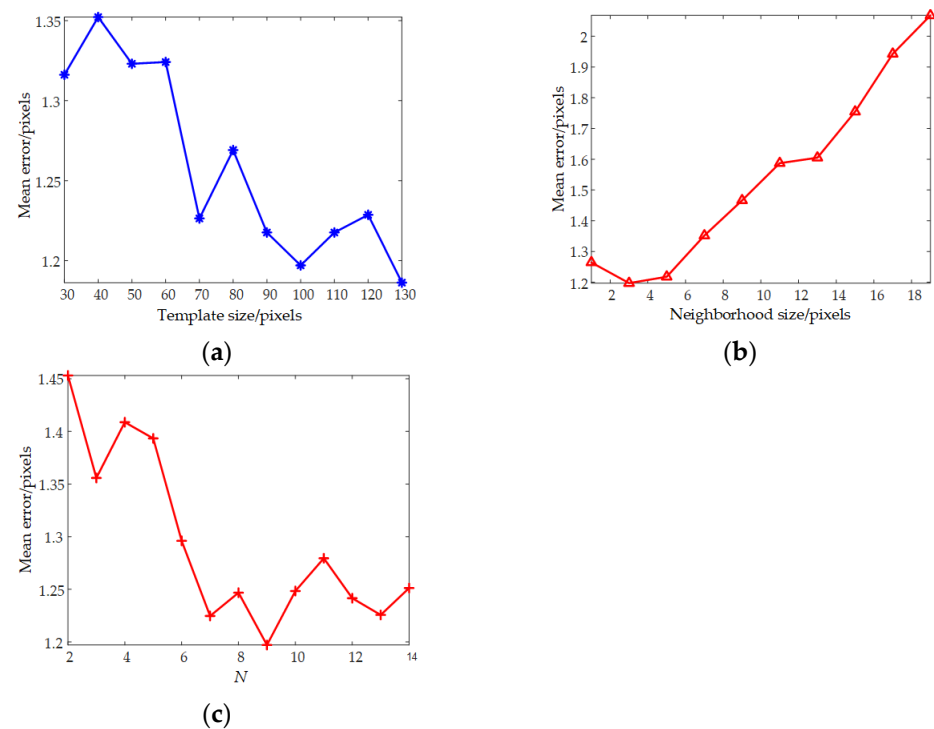 Mean error/pixels
1.35
1.3
1.25
1.2
30 40 50 60 70 80 90 100 110 120 130
Template size/pixels
(a)
Mean error/pixels
2
1.9
1.8
1.7
1.6
1.5
1.4
1.3
1.2
2 4 6 8 10 12 14 16 18
Neighborhood size/pixels
(b)
Mean error/pixels
1.45
1.4
1.35
1.3
1.25
1.2
2 4 6 8 10 12 14
N
(c)